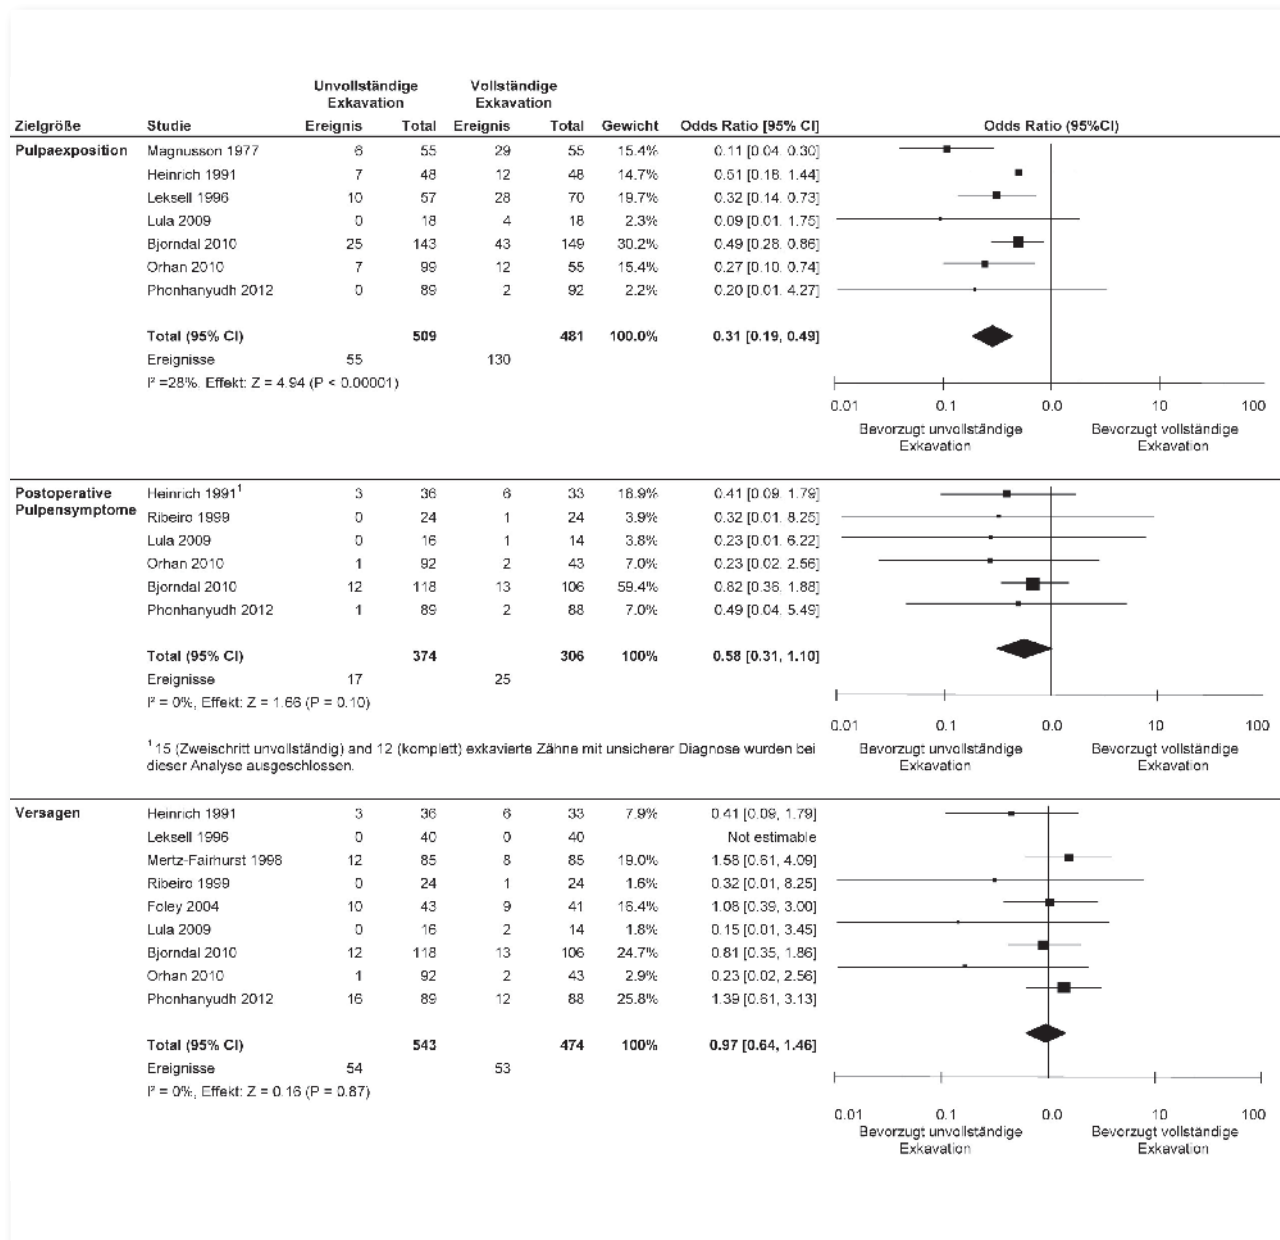 Unvollständige Exkavation Vollständige Exkavation
Zielgröße Studie Ereignis Total Ereignis Total Gewicht Odds Ratio [95% CI] Odds Ratio (95%CI)
Pulpaexposition Magnusson 1977 6 55 29 55 15.4% 0.11 [0.04. 0.30]
Heinrich 1991 7 48 12 48 14.7% 0.51 [0.18. 1.44]
Leksell 1996 10 57 28 70 19.7% 0.32 [0.14. 0.73]
Lula 2009 0 18 4 18 2.3% 0.09 [0.01. 1.75]
Bjorndal 2010 25 143 43 149 30.2% 0.49 [0.28. 0.86]
Orhan 2010 7 99 12 55 15.4% 0.27 [0.10. 0.74]
Phonhanyudh 2012 0 89 2 92 2.2% 0.20 [0.01. 4.27]
Total (95% CI) 509 481 100.0% 0.31 [0.19, 0.49]
Ereignisse 55 130
I² =28%. Effekt: Z = 4.94 (P < 0.00001)
0.01 0.1 0.0 10 100
Bevorzugt unvollständige Bevorzugt vollständige
Exkavation Exkavation
Postoperative Pulpensymptome Heinrich 1991¹ 3 36 6 33 16.9% 0.41 [0.09. 1.79]
Ribeiro 1999 0 24 1 24 3.9% 0.32 [0.01. 8.25]
Lula 2009 0 16 1 14 3.8% 0.23 [0.01. 6.22]
Orhan 2010 1 92 2 43 7.0% 0.23 [0.02. 2.56]
Bjorndal 2010 12 118 13 106 59.4% 0.82 [0.36. 1.88]
Phonhanyudh 2012 1 89 2 88 7.0% 0.49 [0.04. 5.49]
Total (95% CI) 374 306 100% 0.58 [0.31, 1.10]
Ereignisse 17 25
I² = 0%, Effekt: Z = 1.66 (P = 0.10)
0.01 0.1 0.0 10 100
Bevorzugt unvollständige Bevorzugt vollständige
Exkavation Exkavation
¹ 15 (Zweischritt unvollständig) and 12 (komplett) exkavierte Zähne mit unsicherer Diagnose wurden bei
dieser Analyse ausgeschlossen.
Versagen Heinrich 1991 3 36 6 33 7.9% 0.41 [0.09, 1.79]
Leksell 1996 0 40 0 40 Not estimable
Mertz-Fairhurst 1998 12 85 8 85 19.0% 1.58 [0.61, 4.09]
Ribeiro 1999 0 24 1 24 1.6% 0.32 [0.01, 8.25]
Foley 2004 10 43 9 41 16.4% 1.08 [0.39, 3.00]
Lula 2009 0 16 2 14 1.8% 0.15 [0.01, 3.45]
Bjorndal 2010 12 118 13 106 24.7% 0.81 [0.35, 1.86]
Orhan 2010 1 92 2 43 2.9% 0.23 [0.02, 2.56]
Phonhanyudh 2012 16 89 12 88 25.8% 1.39 [0.61, 3.13]
Total (95% CI) 543 474 100% 0.97 [0.64, 1.46]
Ereignisse 54 53
I² = 0%, Effekt: Z = 0.16 (P = 0.87)
0.01 0.1 0.0 10 100
Bevorzugt unvollständige Bevorzugt vollständige
Exkavation Exkavation